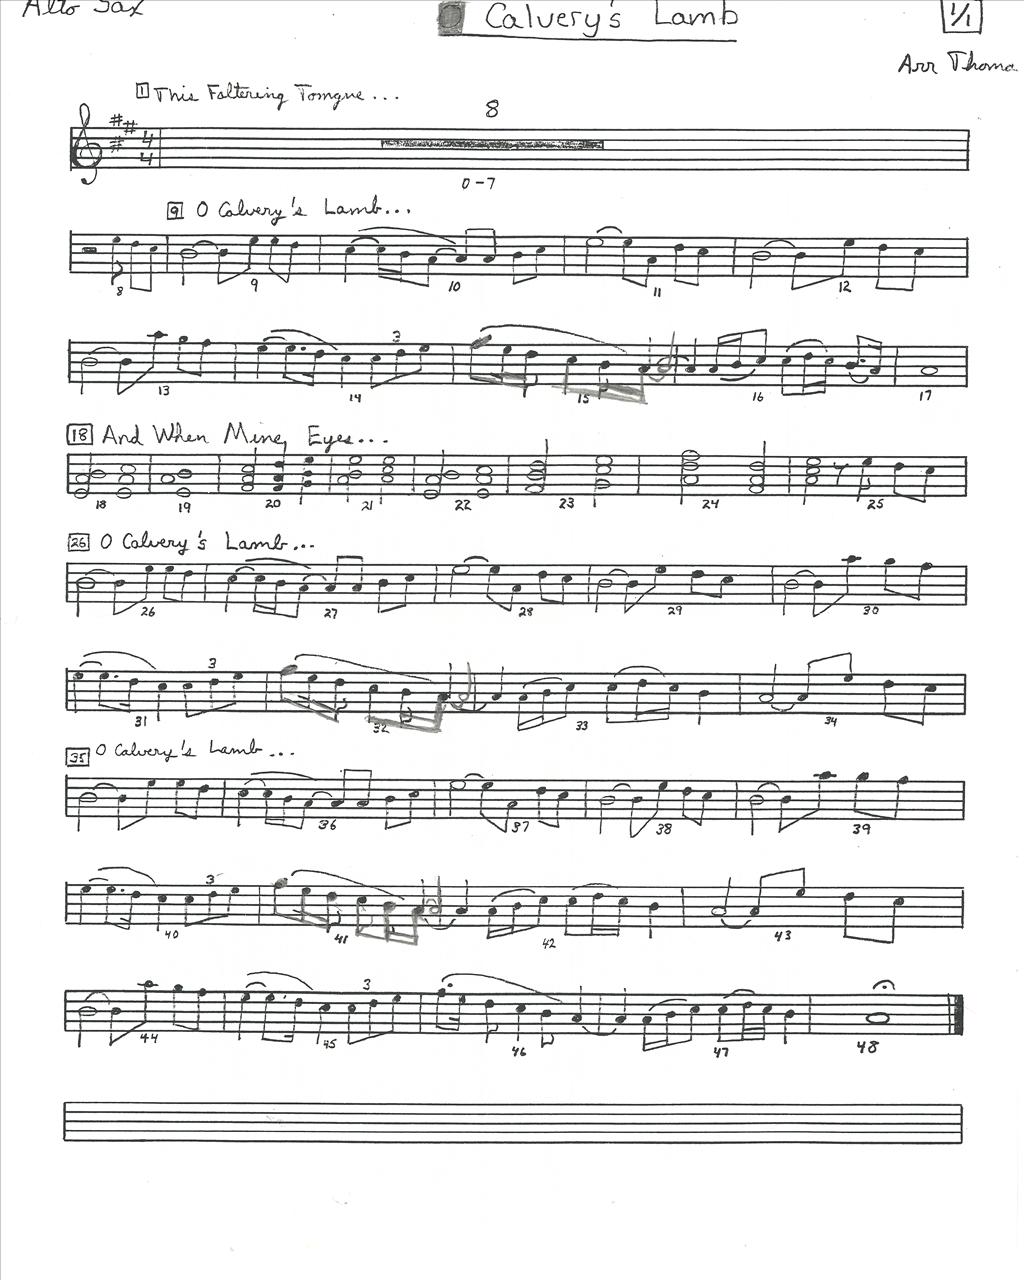 Alto Sax
Calvery's Lamb
1/1
Arr Thoma
1 This Faltering Tomgue...
8
4
4
0-7
9 O Calvery's Lamb...
8 9 10 11 12
3
13 14 15 16 17
18 And When Mine, Eyes...
18 19 20 21 22 23 24 25
26 O Calvery's Lamb...
26 27 28 29 30
3
31 32 33 34
35 O Calvery's Lamb...
36 37 38 39
3
40 41 42 43
3
44 45 46 47 48